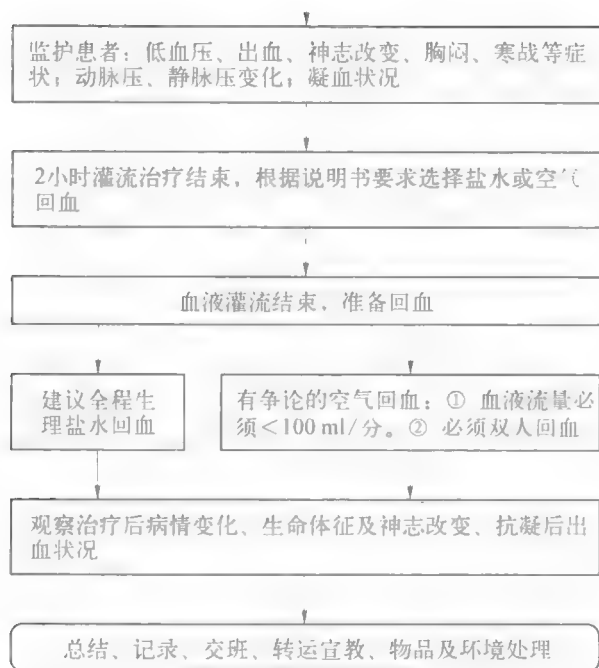 监护患者：低血压、出血、神志改变、胸闷、寒战等症
状；动脉压、静脉压变化；凝血状况
2小时灌流治疗结束，根据说明书要求选择盐水或空气
回血
血液灌流结束，准备回血
建议全程生
理盐水回血
有争论的空气回血：① 血液流量必
须＜100 ml/分。② 必须双人回血
观察治疗后病情变化、生命体征及神志改变、抗凝后出
血状况
总结、记录、交班、转运宣教、物品及环境处理